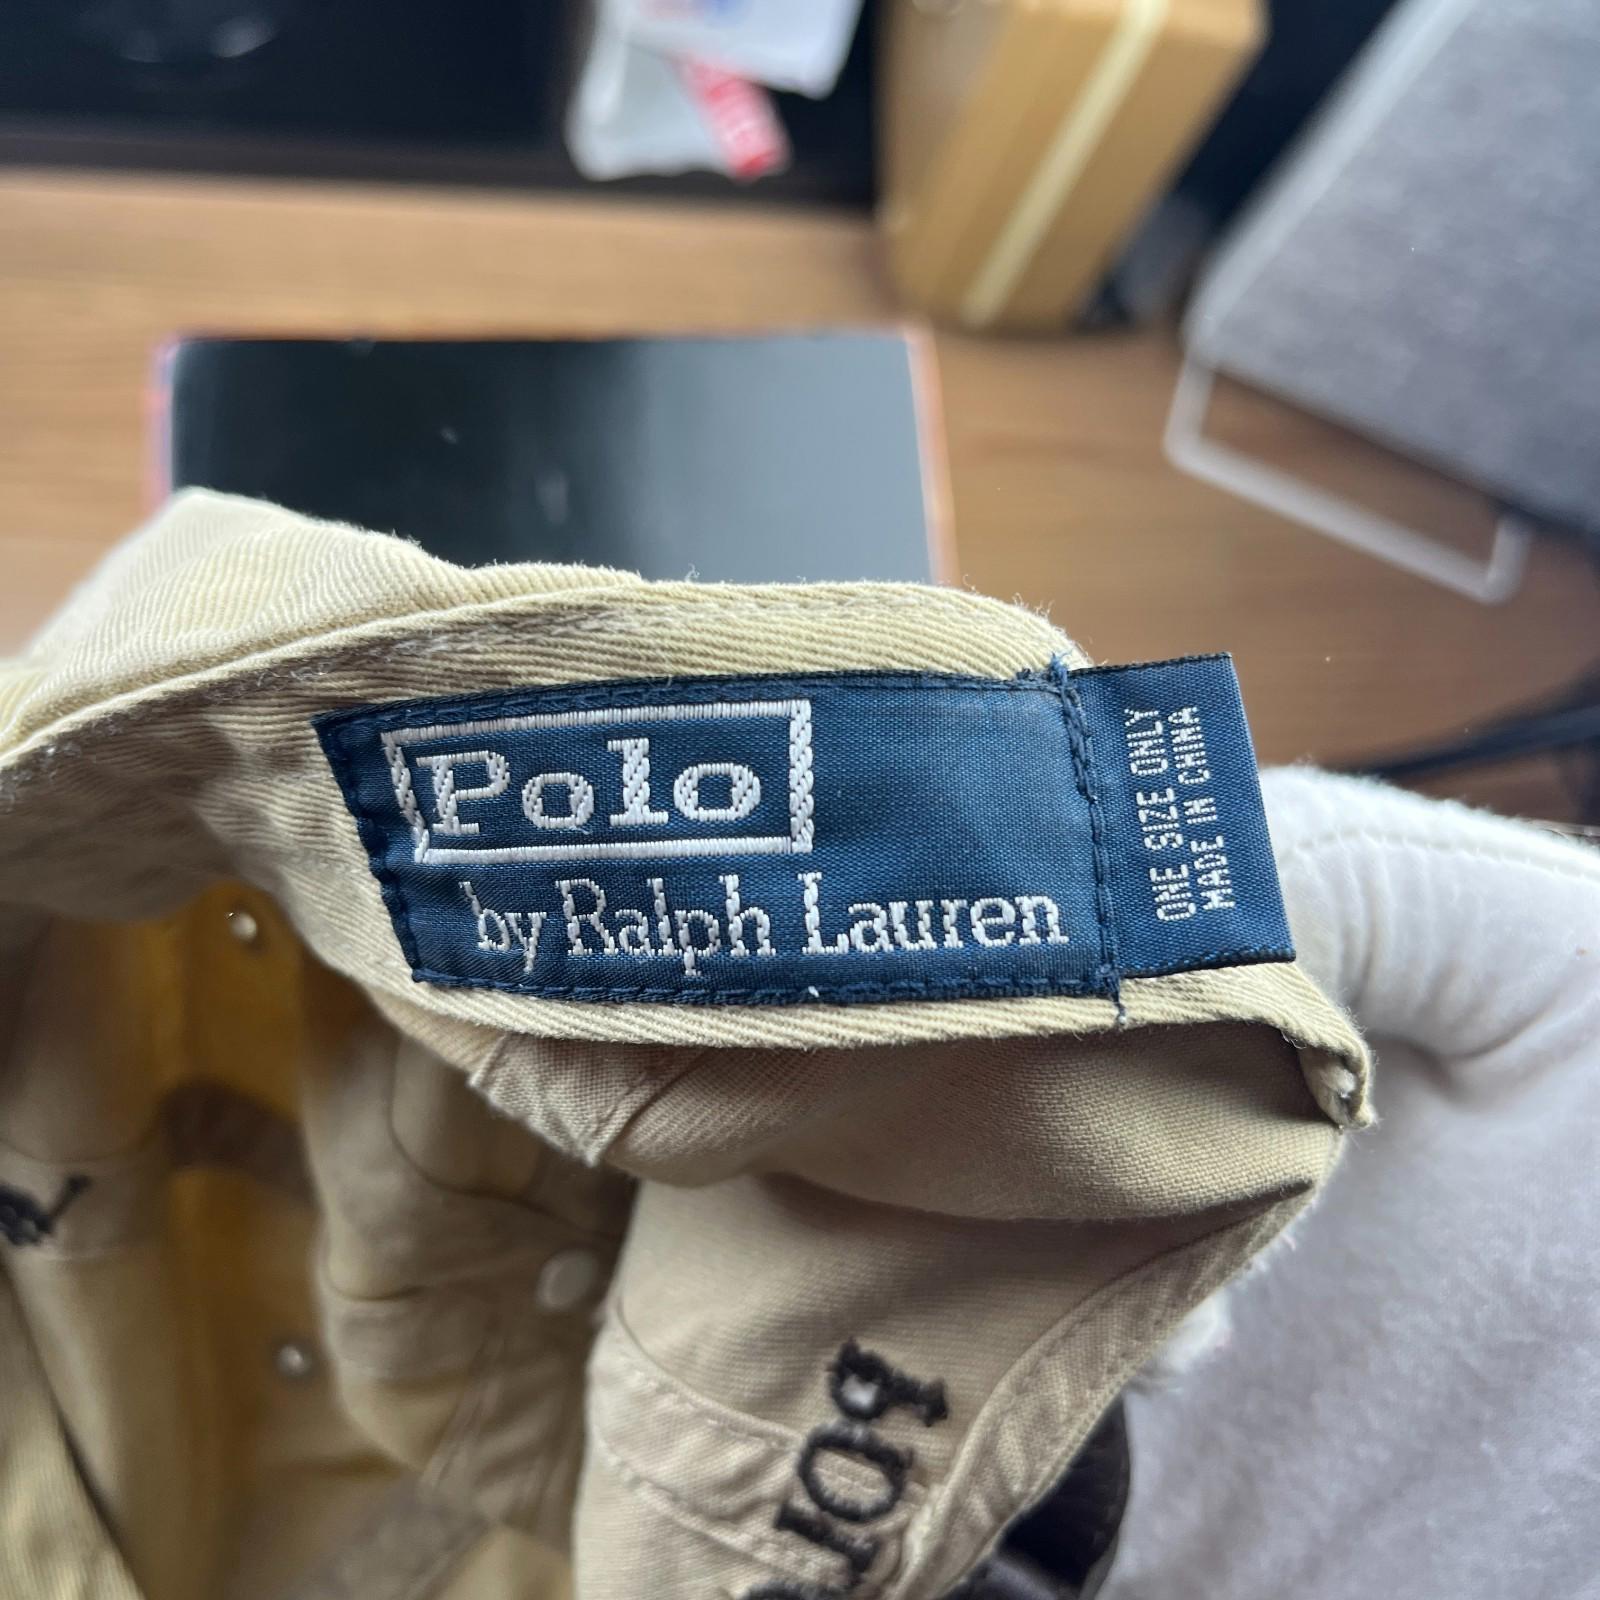 Polo
by Ralph Lauren
ONE SIZE ONLY
MADE IN CHINA